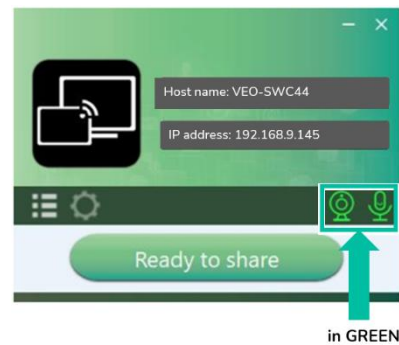 Host name: VEO-SWC44
IP address: 192.168.9.145
Ready to share
in GREEN